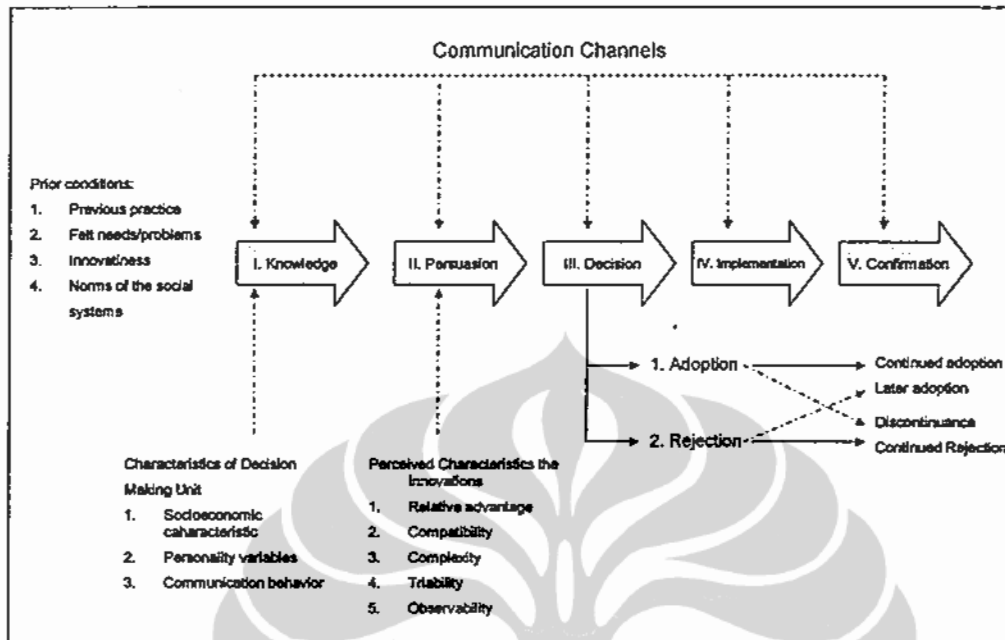 Communication Channels
Prior conditions:
1. Previous practice
2. Felt needs/problems
3. Innovatiness
4. Norms of the social
systems
I. Knowledge
II. Persuasion
III. Decision
IV. Implementation
V. Confirmation
1. Adoption
2. Rejection
Continued adoption
Later adoption
Discontinuance
Continued Rejection
Characteristics of Decision
Making Unit
1. Socioeconomic
caharacteristic
2. Personality variables
3. Communication behavior
Perceived Characteristics the
Innovations
1. Relative advantage
2. Compatibility
3. Complexity
4. Triability
5. Observability